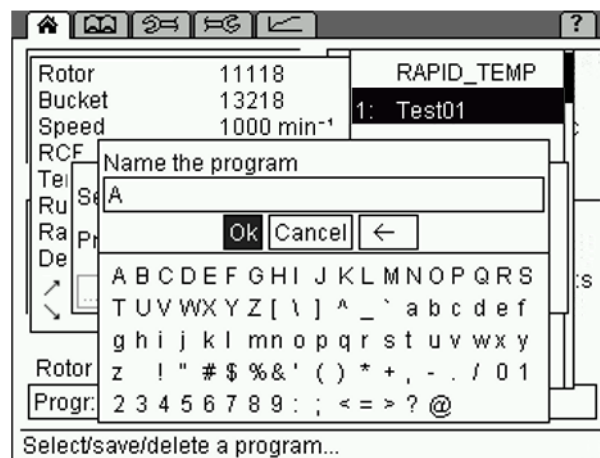 ?
Rotor 11118
Bucket 13218
Speed 1000 min⁻¹
RCF
RAPID_TEMP
1: Test01
Name the program
A
Ok Cancel ←
A B C D E F G H I J K L M N O P Q R S
T U V W X Y Z [ \ ] ^ _ ` a b c d e f
g h i j k l m n o p q r s t u v w x y
z ! " # $ % & ' ( ) * + , - . / 0 1
2 3 4 5 6 7 8 9 : ; < = > ? @
Rotor
Progr:
Select/save/delete a program...